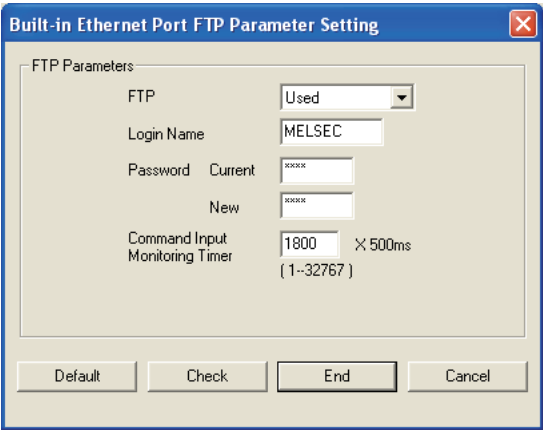 Built-in Ethernet Port FTP Parameter Setting
FTP Parameters
FTP Used
Login Name MELSEC
Password Current ****
New ****
Command Input
Monitoring Timer 1800 X 500ms
(1--32767)
Default Check End Cancel